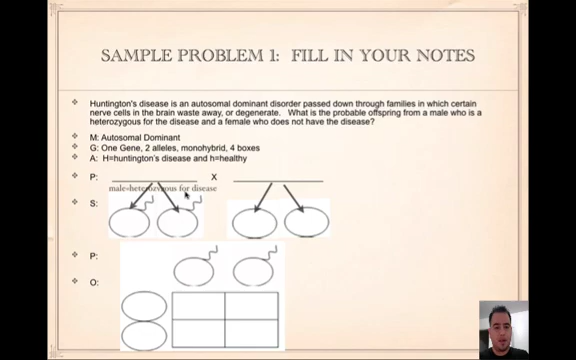 SAMPLE PROBLEM 1: FILL IN YOUR NOTES
Huntington's disease is an autosomal dominant disorder passed down through families in which certain
nerve cells in the brain waste away, or degenerate. What is the probable offspring from a male who is a
heterozygous for the disease and a female who does not have the disease?
M: Autosomal Dominant
G: One Gene, 2 alleles, monohybrid, 4 boxes
A: H=huntington's disease and h=healthy
P: X
male=heterozygous for disease
S:
P:
O: